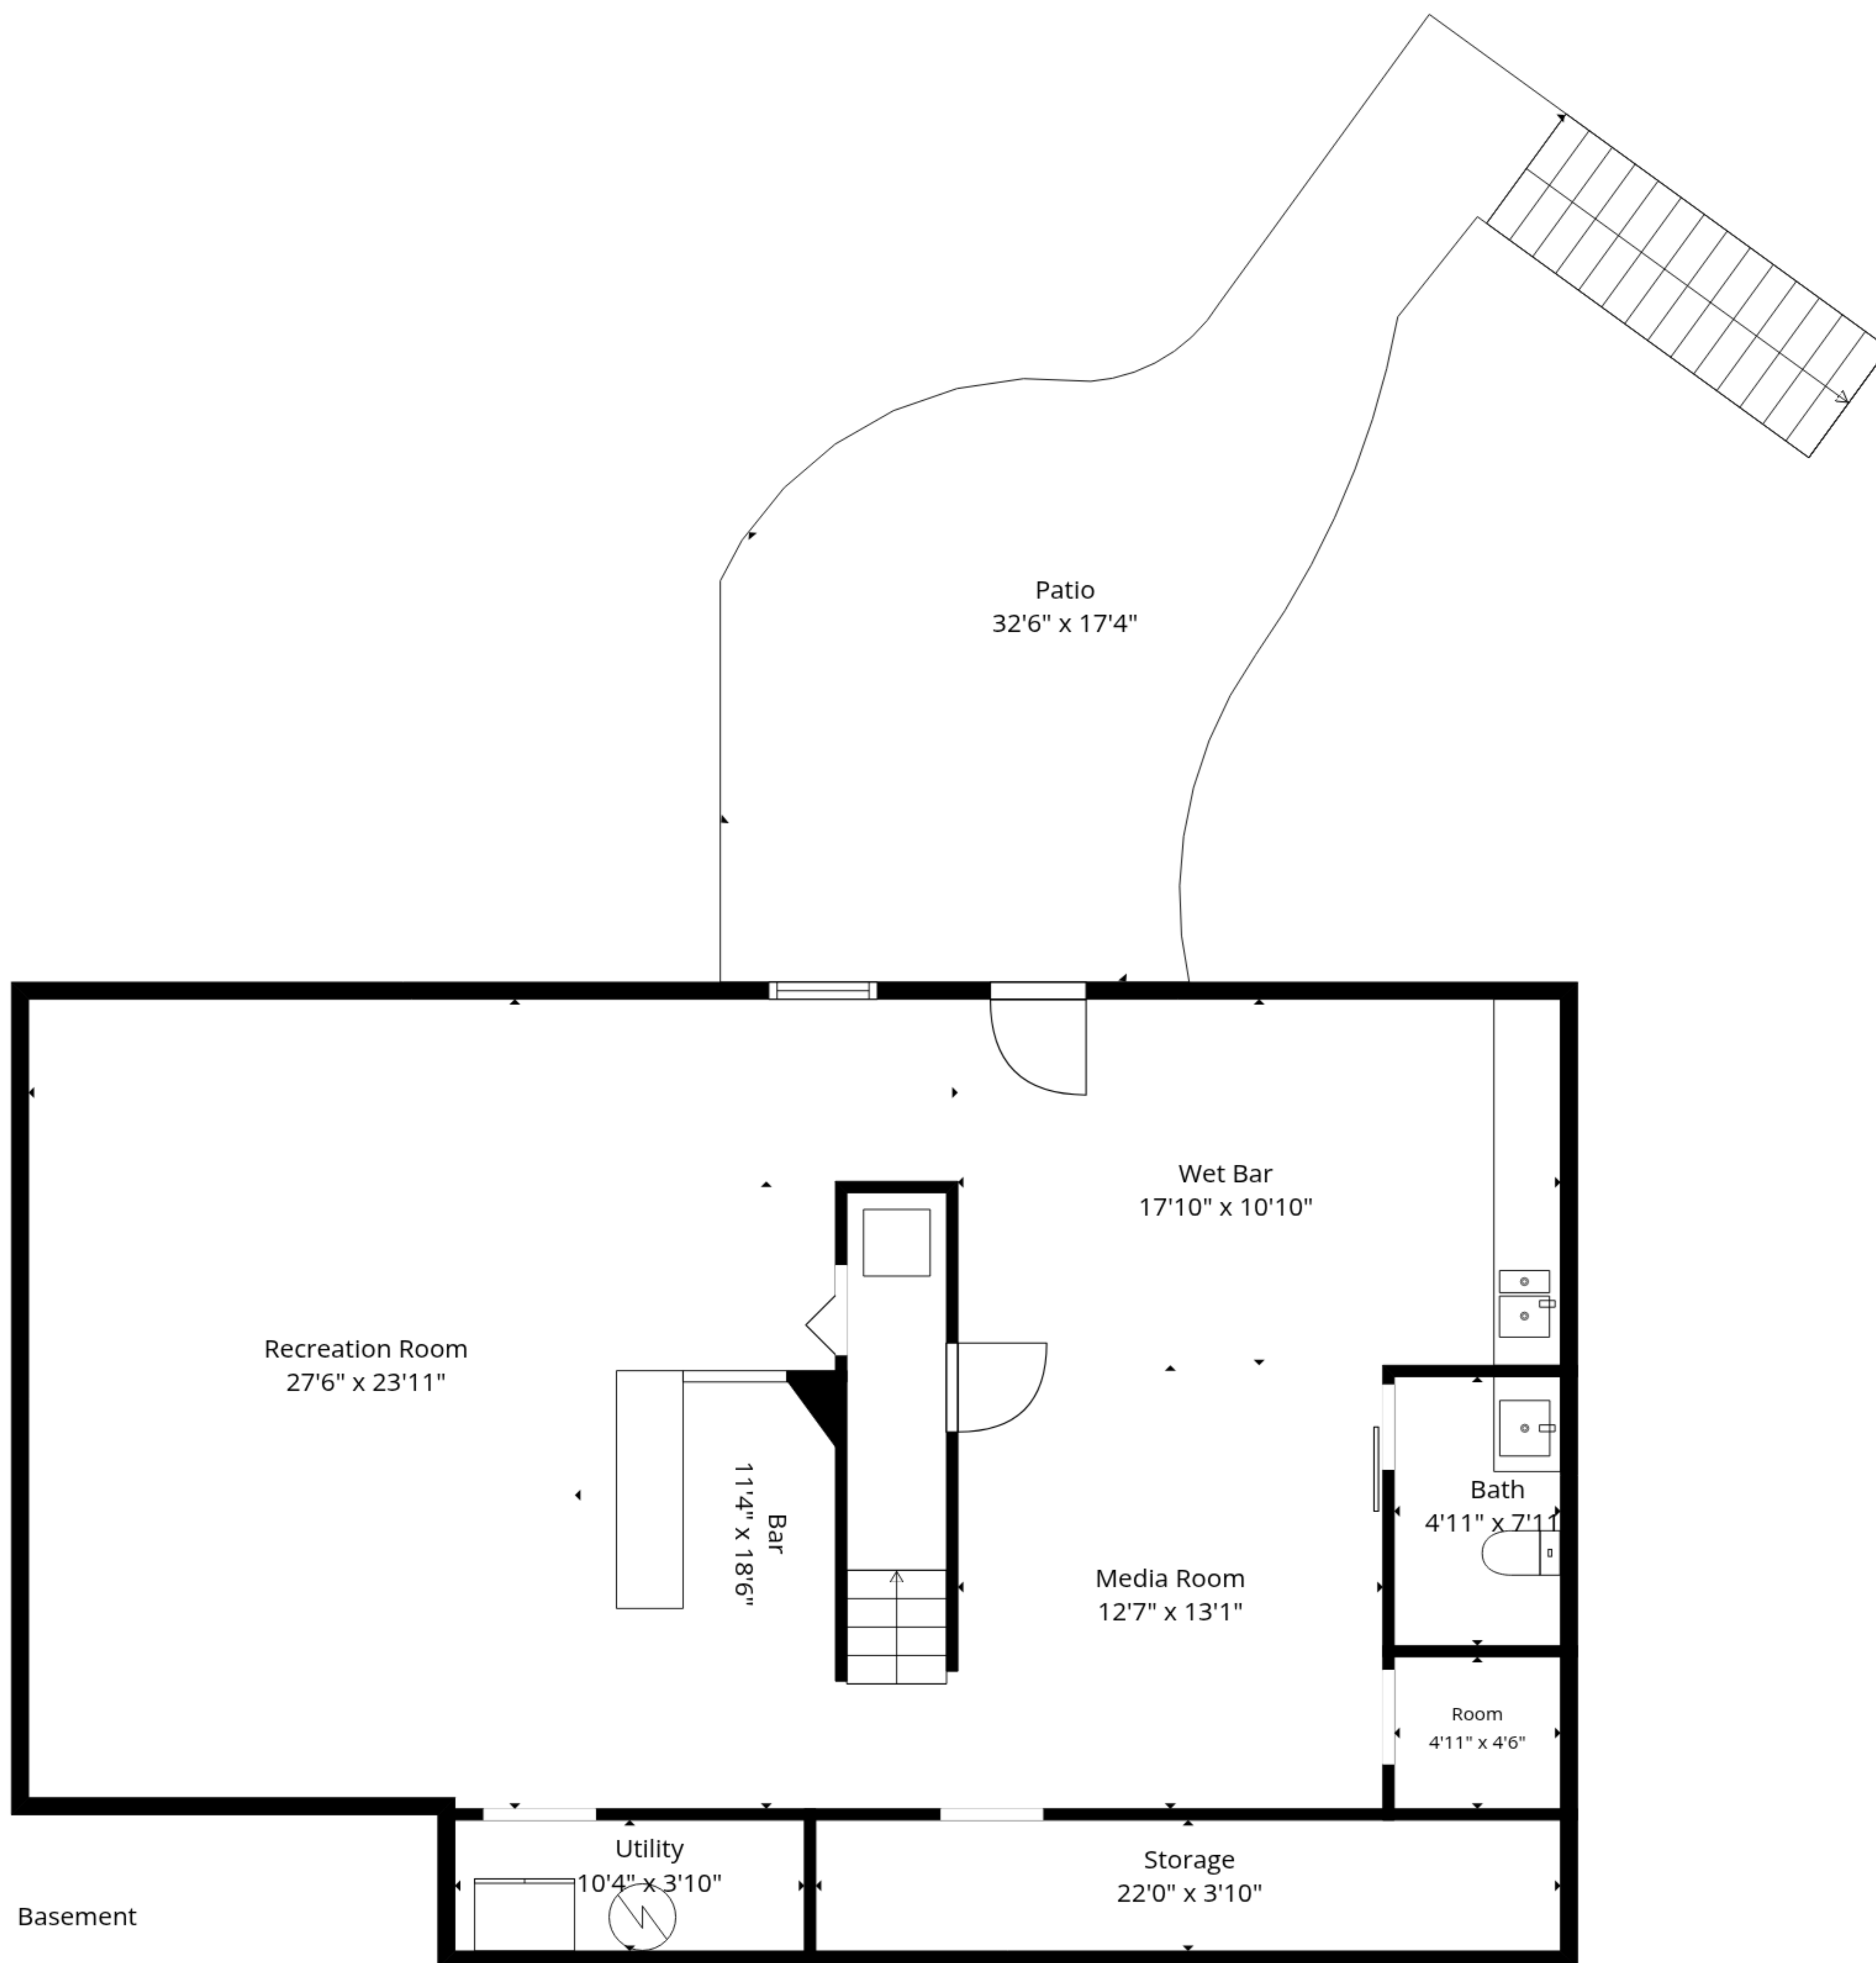 Patio
32'6" x 17'4"
Wet Bar
17'10" x 10'10"
Recreation Room
27'6" x 23'11"
Bar
11'4" x 18'6"
Bath
4'11" x 7'11
Media Room
12'7" x 13'1"
Room
4'11" x 4'6"
Utility
10'4" x 3'10"
Storage
22'0" x 3'10"
Basement